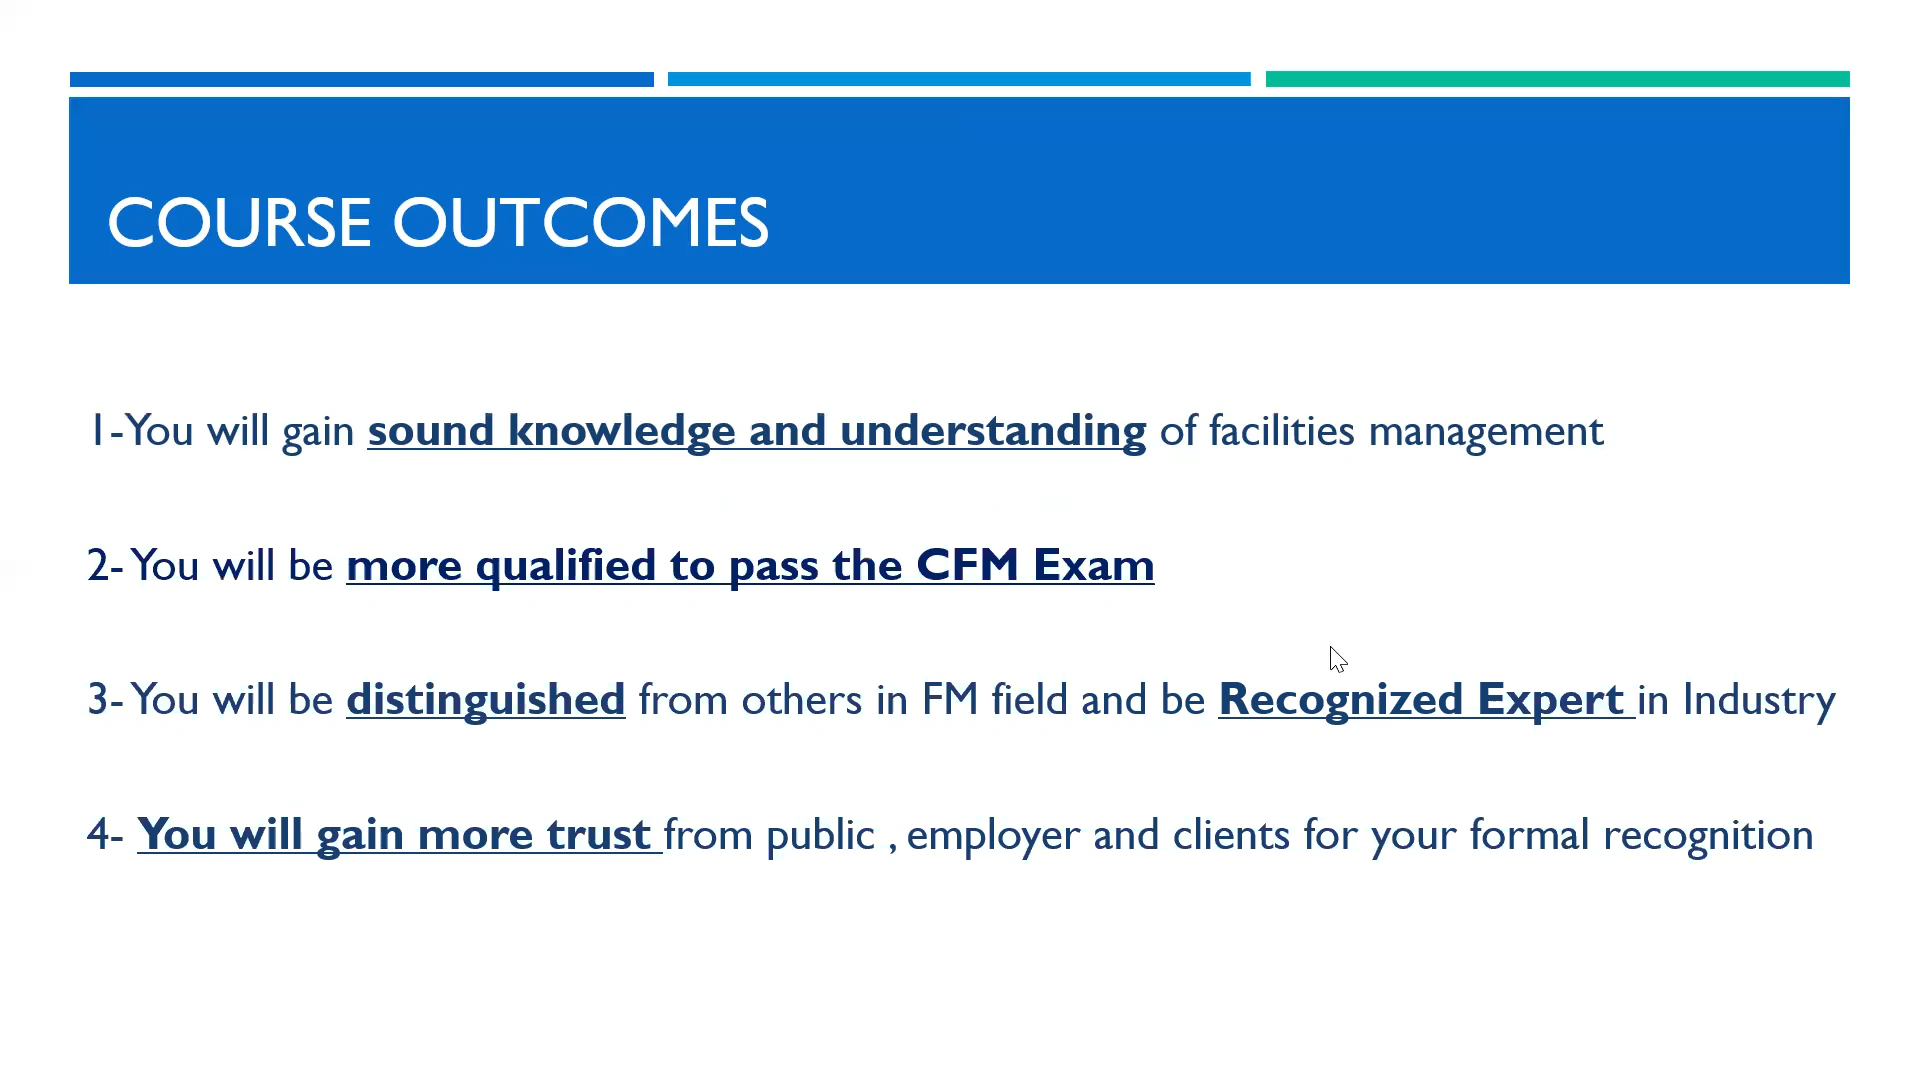 COURSE OUTCOMES
1-You will gain sound knowledge and understanding of facilities management
2- You will be more qualified to pass the CFM Exam
3- You will be distinguished from others in FM field and be Recognized Expert in Industry
4- You will gain more trust from public , employer and clients for your formal recognition